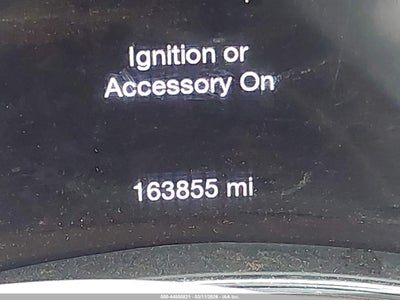 Ignition or
Accessory On
163855 mi